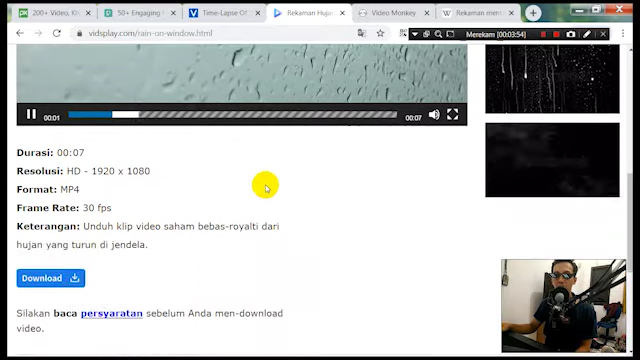 200+ Video, Kl
50+ Engaging
Time-Lapse Of
Rekaman Hujan
Video Monkey
Rekaman men
vidsplay.com/rain-on-window.html
Merekam [00:03:54]
00:01
00:07
Durasi: 00:07
Resolusi: HD - 1920 x 1080
Format: MP4
Frame Rate: 30 fps
Keterangan: Unduh klip video saham bebas-royalti dari
hujan yang turun di jendela.
Download
Silakan baca persyaratan sebelum Anda men-download
video.